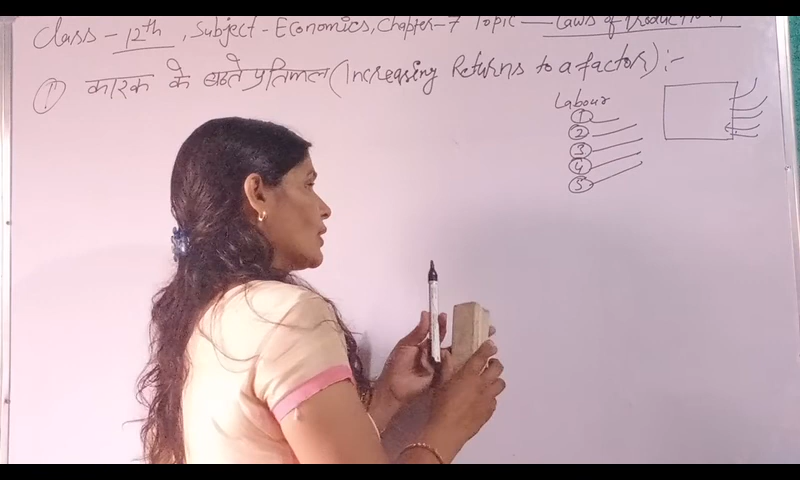 Class - 12th, Subject - Economics, Chapter-7 Topic — Laws of Production
① कारक के बढ़ते प्रतिफल (Increasing Returns to a factor) :-
Labour
①
②
③
④
⑤